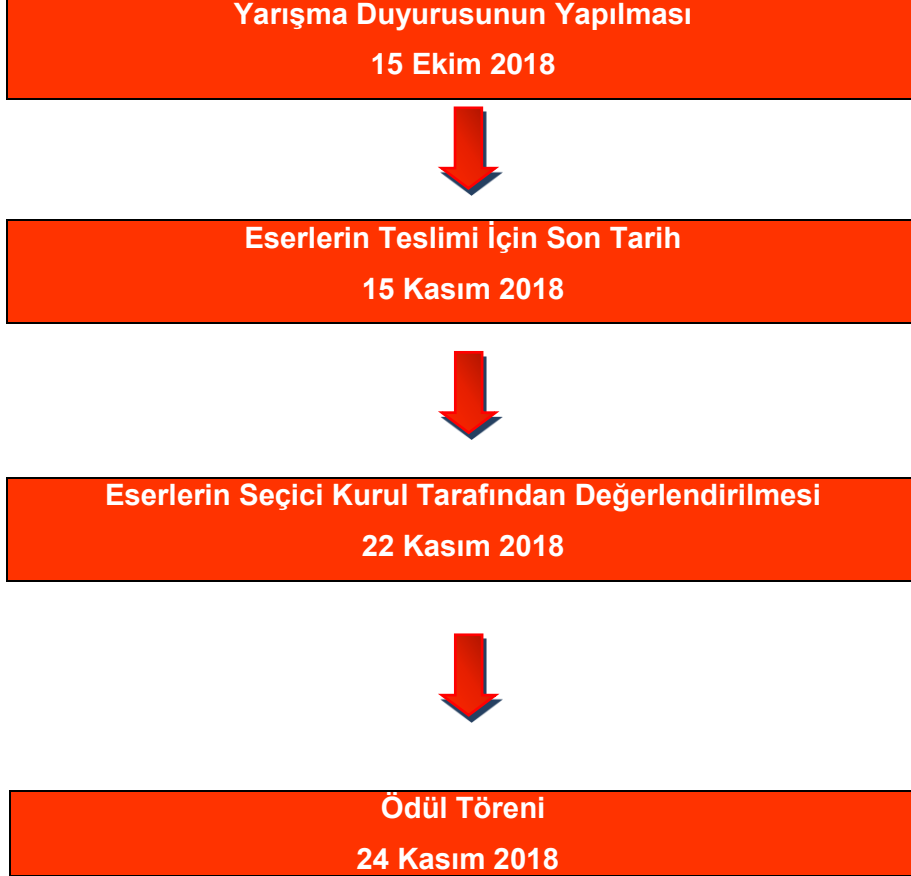 Yarışma Duyurusunun Yapılması
15 Ekim 2018
Eserlerin Teslimi İçin Son Tarih
15 Kasım 2018
Eserlerin Seçici Kurul Tarafından Değerlendirilmesi
22 Kasım 2018
Ödül Töreni
24 Kasım 2018